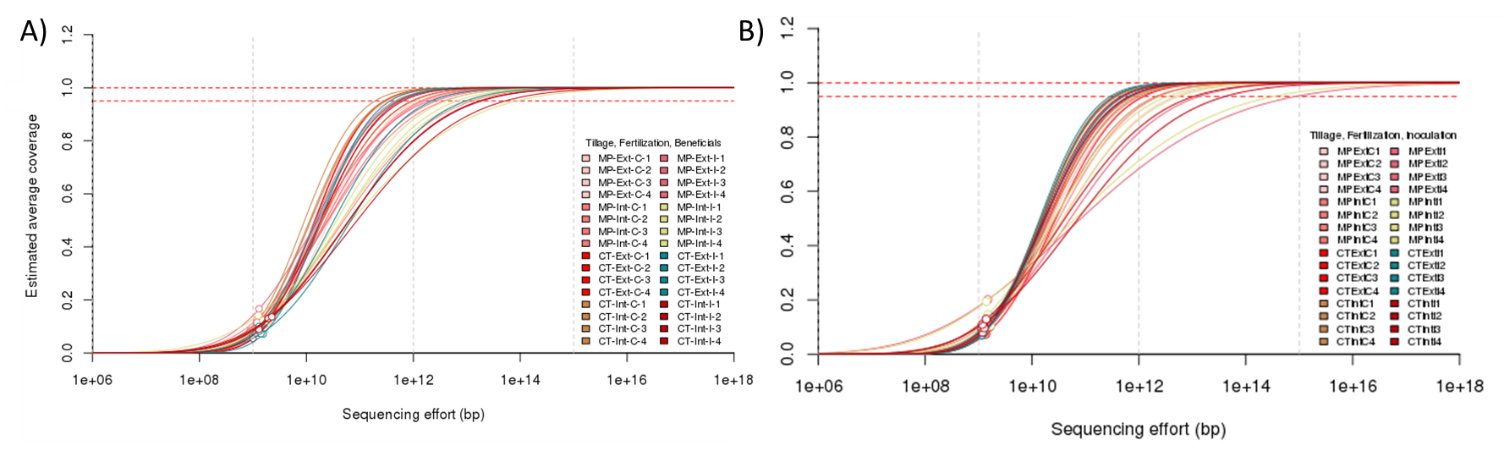 A)
Estimated average coverage
1.2
1.0
0.8
0.6
0.4
0.2
0.0
Tillage, Fertilization, Beneficials
MP-Ext-C-1 MP-Ext-I-1
MP-Ext-C-2 MP-Ext-I-2
MP-Ext-C-3 MP-Ext-I-3
MP-Ext-C-4 MP-Ext-I-4
MP-Int-C-1 MP-Int-I-1
MP-Int-C-2 MP-Int-I-2
MP-Int-C-3 MP-Int-I-3
MP-Int-C-4 MP-Int-I-4
CT-Ext-C-1 CT-Ext-I-1
CT-Ext-C-2 CT-Ext-I-2
CT-Ext-C-3 CT-Ext-I-3
CT-Ext-C-4 CT-Ext-I-4
CT-Int-C-1 CT-Int-I-1
CT-Int-C-2 CT-Int-I-2
CT-Int-C-3 CT-Int-I-3
CT-Int-C-4 CT-Int-I-4
1e+06 1e+08 1e+10 1e+12 1e+14 1e+16 1e+18
Sequencing effort (bp)
B)
1.2
1.0
0.8
0.6
0.4
0.2
0.0
Tillage, Fertilization, Inoculation
MPExtC1 MPExtI1
MPExtC2 MPExtI2
MPExtC3 MPExtI3
MPExtC4 MPExtI4
MPIntC1 MPIntI1
MPIntC2 MPIntI2
MPIntC3 MPIntI3
MPIntC4 MPIntI4
CTExtC1 CTExtI1
CTExtC2 CTExtI2
CTExtC3 CTExtI3
CTExtC4 CTExtI4
CTIntC1 CTIntI1
CTIntC2 CTIntI2
CTIntC3 CTIntI3
CTIntC4 CTIntI4
1e+06 1e+08 1e+10 1e+12 1e+14 1e+16 1e+18
Sequencing effort (bp)